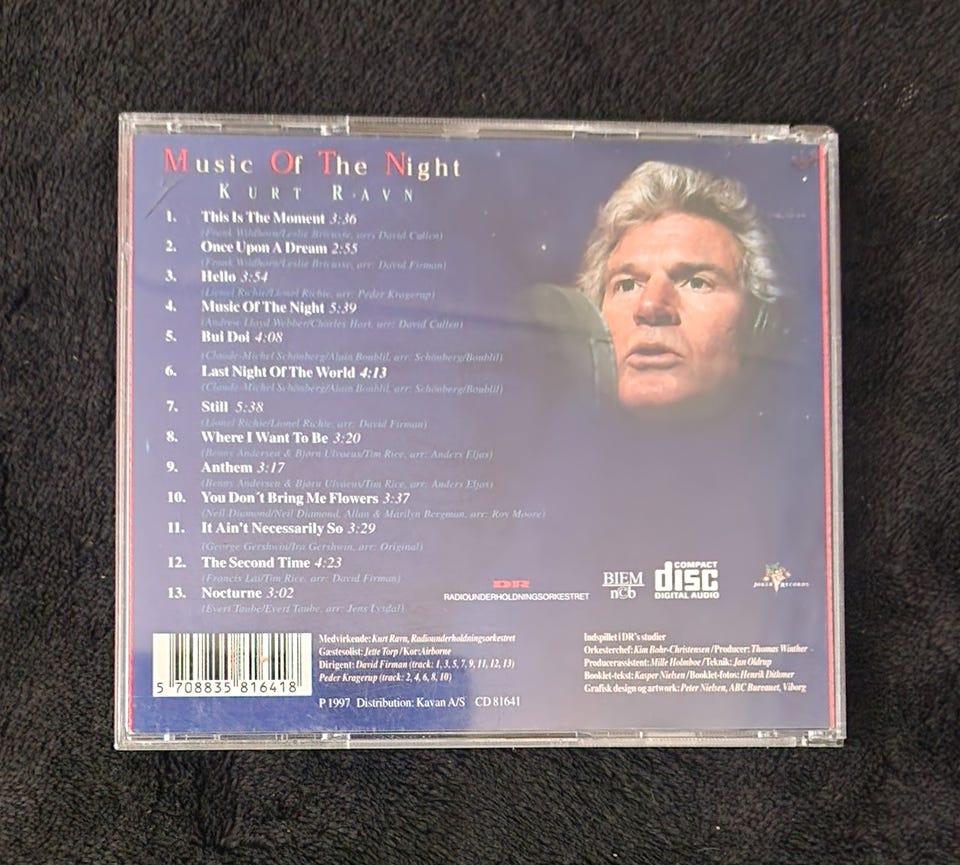 Music Of The Night
KURT RAVN
1. This Is The Moment 3:36
(Frank Wildhorn/Leslie Bricusse, arr: David Cullen)
2. Once Upon A Dream 2:55
(Frank Wildhorn/Leslie Bricusse, arr: David Firman)
3. Hello 3:54
(Lionel Richie/Lionel Richie, arr: Peder Kragerup)
4. Music Of The Night 5:39
(Andrew Lloyd Webber/Charles Hart, arr: David Cullen)
5. Bui Doi 4:08
(Claude-Michel Schönberg/Alain Boublil, arr: Schönberg/Boublil)
6. Last Night Of The World 4:13
(Claude-Michel Schönberg/Alain Boublil, arr: Schönberg/Boublil)
7. Still 5:38
(Lionel Richie/Lionel Richie, arr: David Firman)
8. Where I Want To Be 3:20
(Benny Andersen & Bjørn Ulvaeus/Tim Rice, arr: Anders Eljas)
9. Anthem 3:17
(Benny Andersen & Bjørn Ulvaeus/Tim Rice, arr: Anders Eljas)
10. You Don´t Bring Me Flowers 3:37
(Neil Diamond/Neil Diamond, Allan & Marilyn Bergman, arr: Roy Moore)
11. It Ain't Necessarily So 3:29
(George Gershwin/Ira Gershwin, arr: Original)
12. The Second Time 4:23
(Francis Lai/Tim Rice, arr: David Firman)
13. Nocturne 3:02
(Evert Taube/Evert Taube, arr: Jens Lysdal)
DR
RADIOUNDERHOLDNINGSORKESTRET
BIEM
ncb
COMPACT
disc
DIGITAL AUDIO
JOKER RECORDS
5 708835 816418
Medvirkende: Kurt Ravn, Radiounderholdningsorkestret
Gæstesolist: Jette Torp / Kor: Airborne
Dirigent: David Firman (track: 1, 3, 5, 7, 9, 11, 12, 13)
Peder Kragerup (track: 2, 4, 6, 8, 10)
P 1997 Distribution: Kavan A/S CD 81641
Indspillet i DR's studier
Orkesterchef: Kim Bohr-Christensen / Producer: Thomas Winther
Producerassistent: Mille Holmboe / Teknik: Jan Oldrup
Booklet-tekst: Kasper Nielsen / Booklet-fotos: Henrik Dithmer
Grafisk design og artwork: Peter Nielsen, ABC Bureauet, Viborg